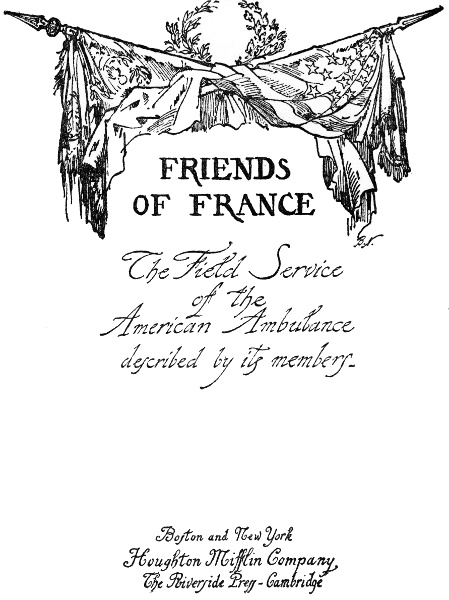 FRIENDS
OF FRANCE
The Field Service
of the
American Ambulance
described by its members_
Boston and New York
Houghton Mifflin Company
The Riverside Press - Cambridge